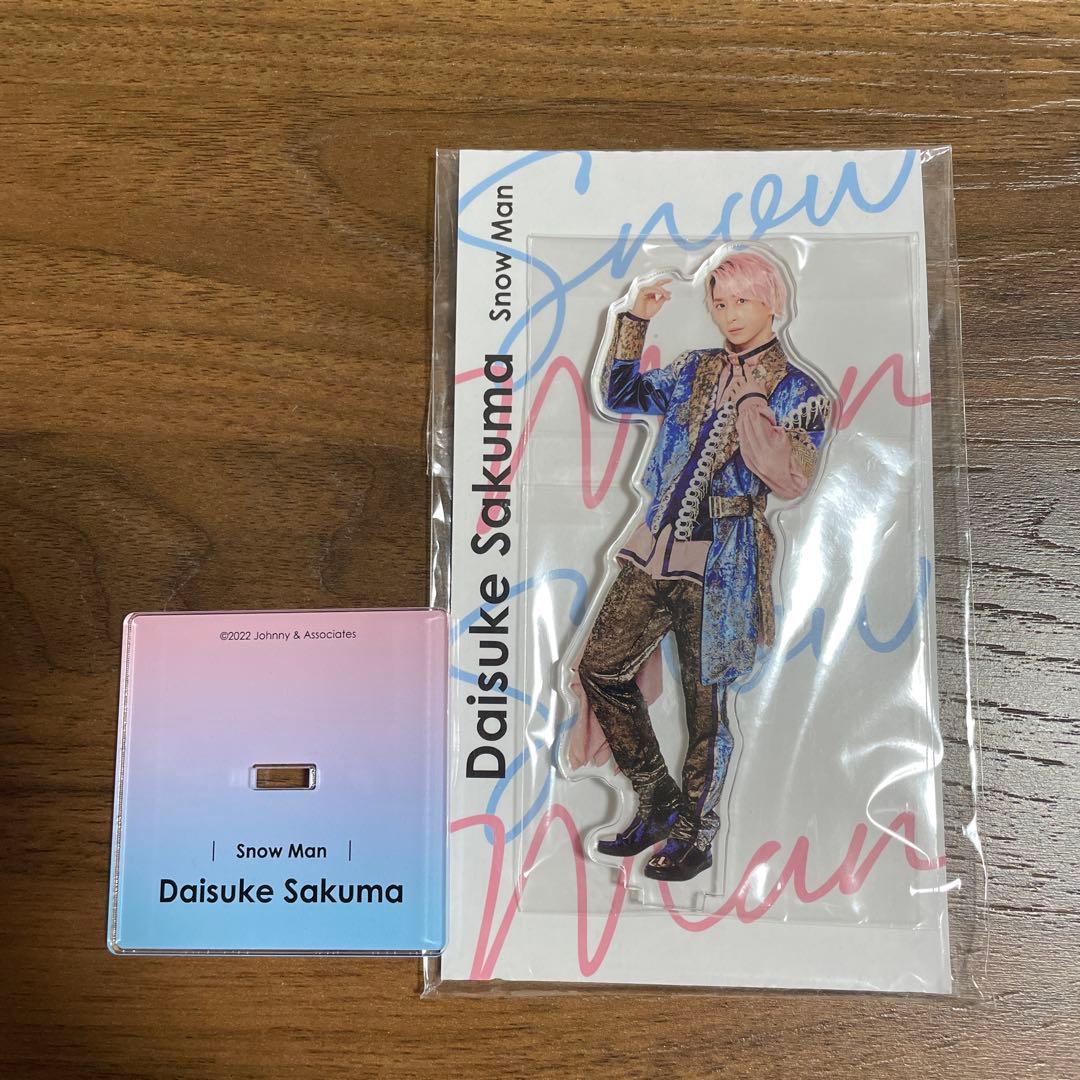 ©2022 Johnny & Associates
Snow Man
Daisuke Sakuma
Daisuke Sakuma Snow Man
Snow
Man
Snow
Man